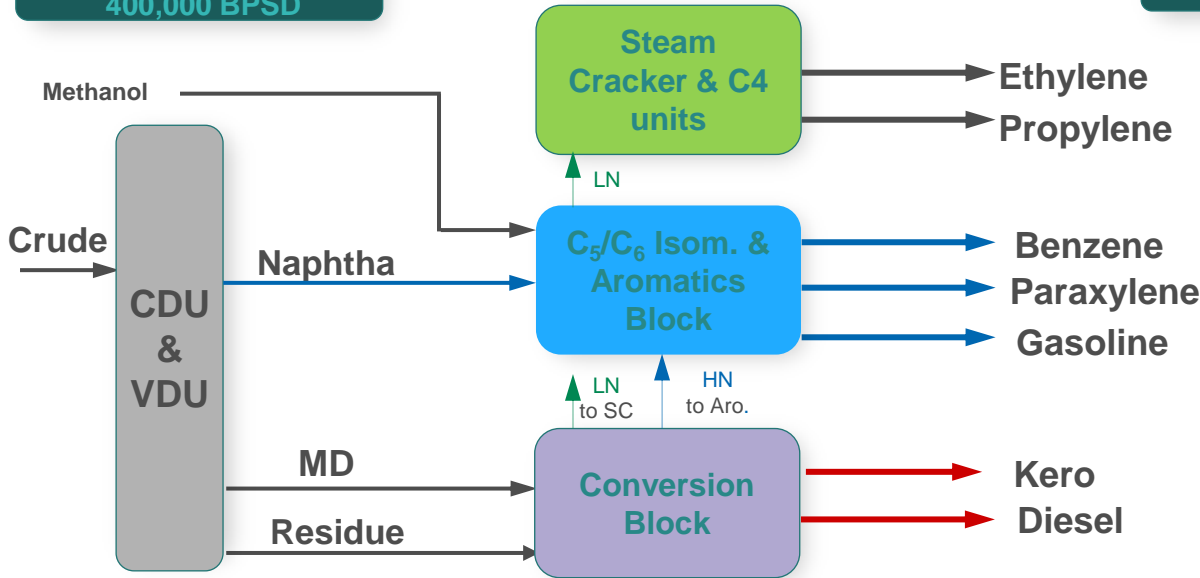 400,000 BPSD
Steam
Cracker & C4
units
Ethylene
Propylene
Methanol
LN
Crude
Naphtha
CDU
&
VDU
C₅/C₆ Isom. &
Aromatics
Block
Benzene
Paraxylene
Gasoline
LN
to SC
HN
to Aro.
MD
Residue
Conversion
Block
Kero
Diesel